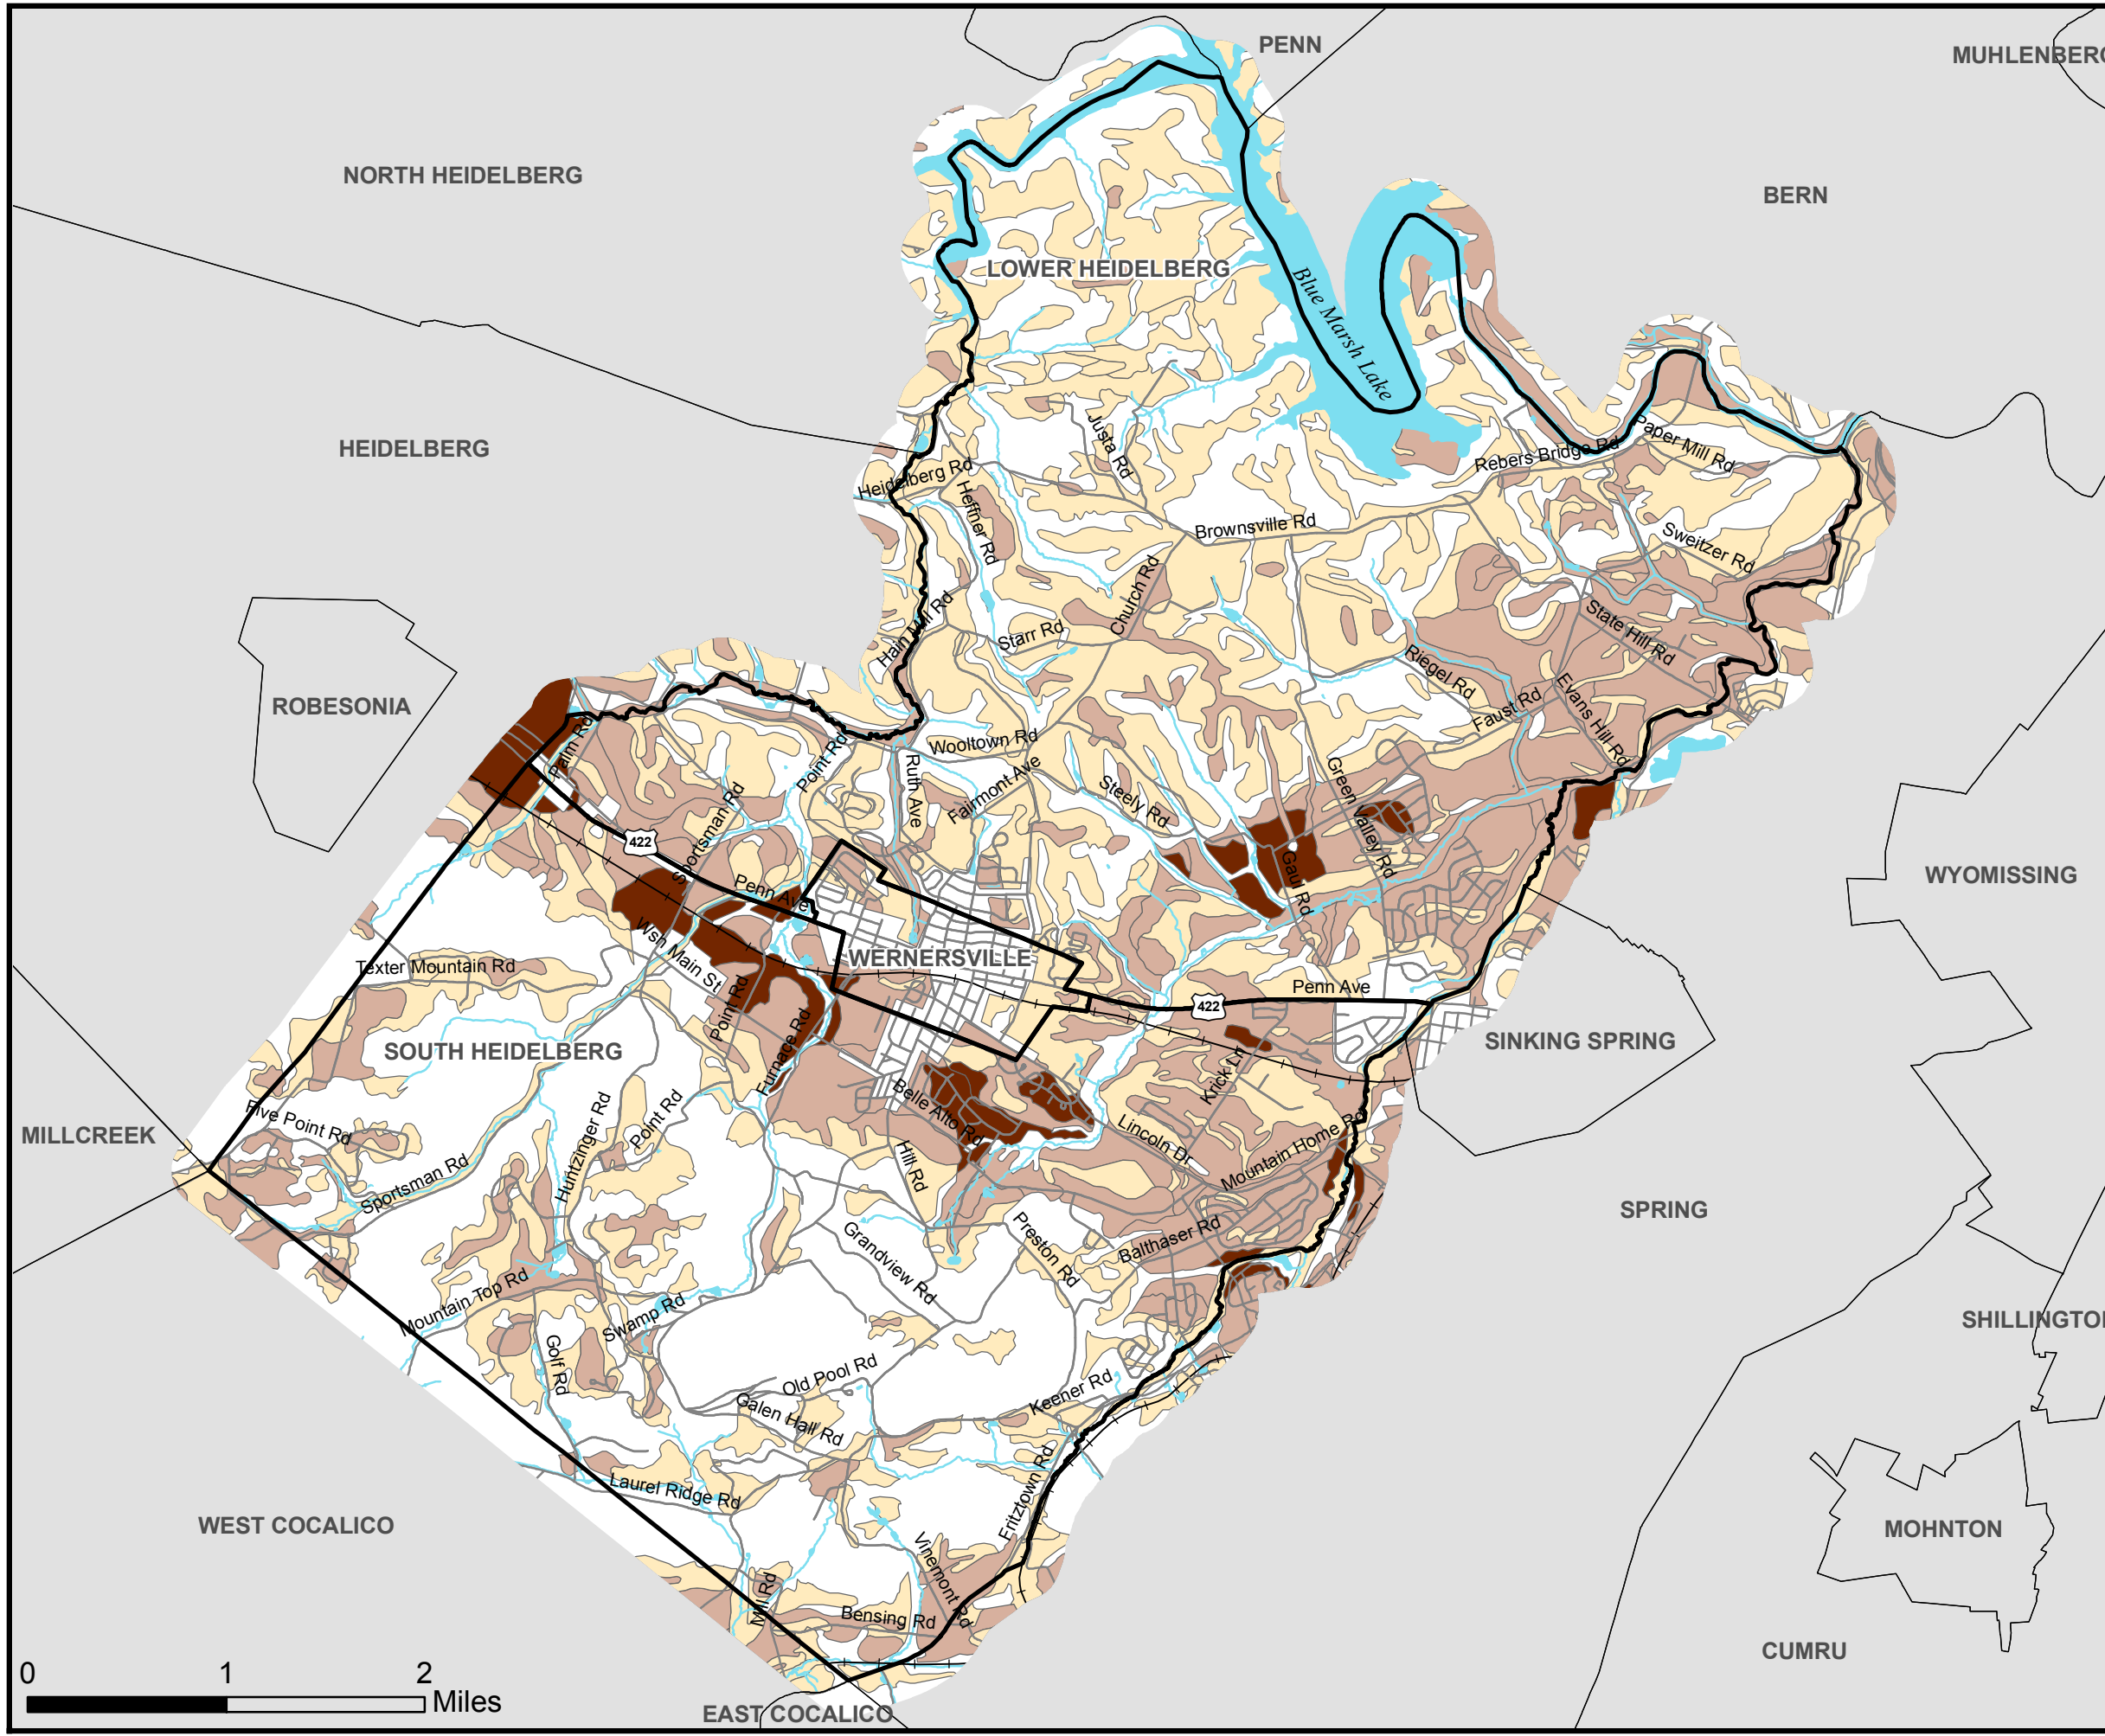 PENN
MUHLENBERG
NORTH HEIDELBERG
BERN
LOWER HEIDELBERG
Blue Marsh Lake
HEIDELBERG
Justa Rd
Rebers Bridge Rd
Paper Mill Rd
Heidelberg Rd
Heffner Rd
Brownsville Rd
Sweitzer Rd
Church Rd
Hain Mill Rd
Starr Rd
State Hill Rd
Riegel Rd
ROBESONIA
Evans Hill Rd
Faust Rd
Palm Rd
Point Rd
Wooltown Rd
Ruth Ave
Fairmont Ave
Steely Rd
Green Valley Rd
Sportsman Rd
422
Gaul Rd
WYOMISSING
Penn Ave
Wsh Main St
WERNERSVILLE
Texter Mountain Rd
Point Rd
Penn Ave
422
Furnace Rd
SOUTH HEIDELBERG
SINKING SPRING
Krick Ln
Belle Alto Rd
Five Point Rd
MILLCREEK
Huntzinger Rd
Point Rd
Lincoln Dr
Mountain Home Rd
Hill Rd
Sportsman Rd
SPRING
Grandview Rd
Preston Rd
Balthaser Rd
Mountain Top Rd
Swamp Rd
SHILLINGTON
Golf Rd
Old Pool Rd
Keener Rd
Galen Hall Rd
Laurel Ridge Rd
Fritztown Rd
WEST COCALICO
MOHNTON
Vinemont Rd
Mill Rd
Bensing Rd
CUMRU
0 1 2
Miles
EAST COCALICO